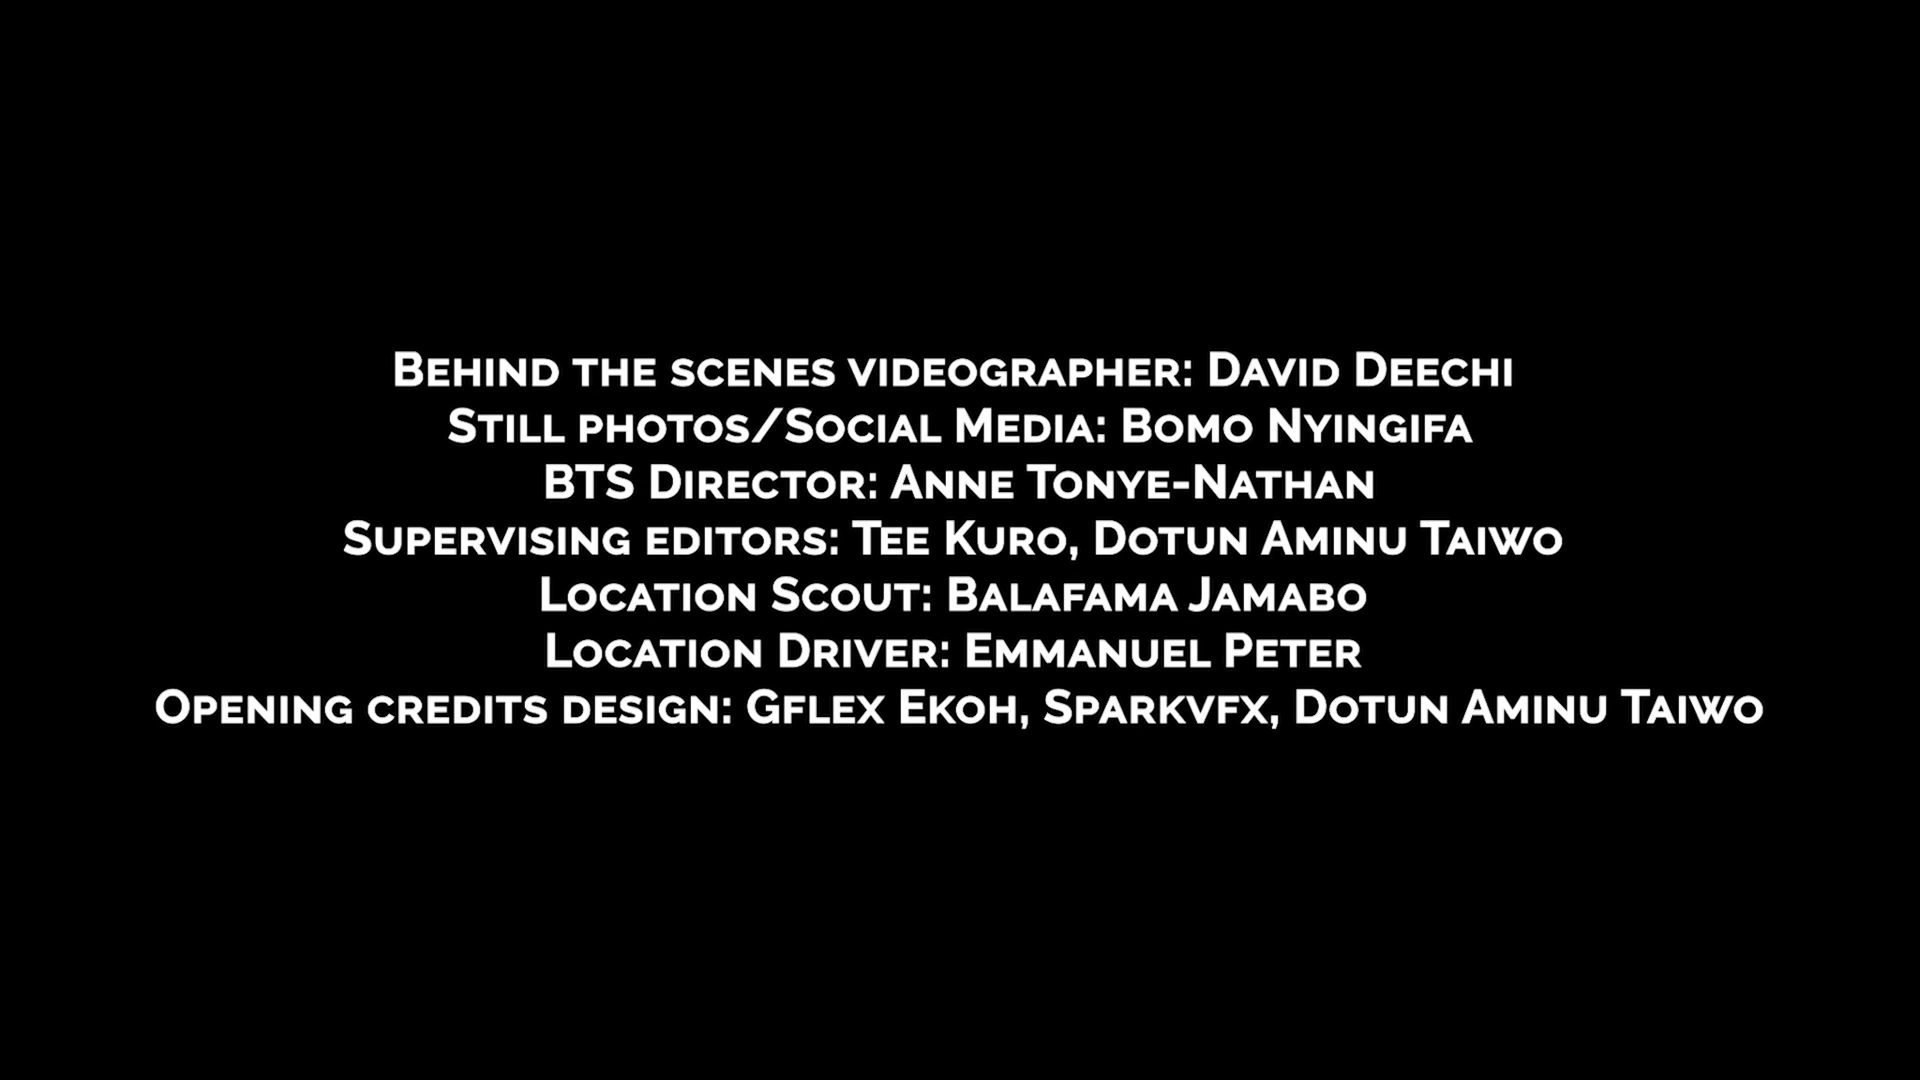 Behind the scenes videographer: David Deechi
Still photos/Social Media: Bomo Nyingifa
BTS Director: Anne Tonye-Nathan
Supervising editors: Tee Kuro, Dotun Aminu Taiwo
Location Scout: Balafama Jamabo
Location Driver: Emmanuel Peter
Opening credits design: Gflex Ekoh, Sparkvfx, Dotun Aminu Taiwo